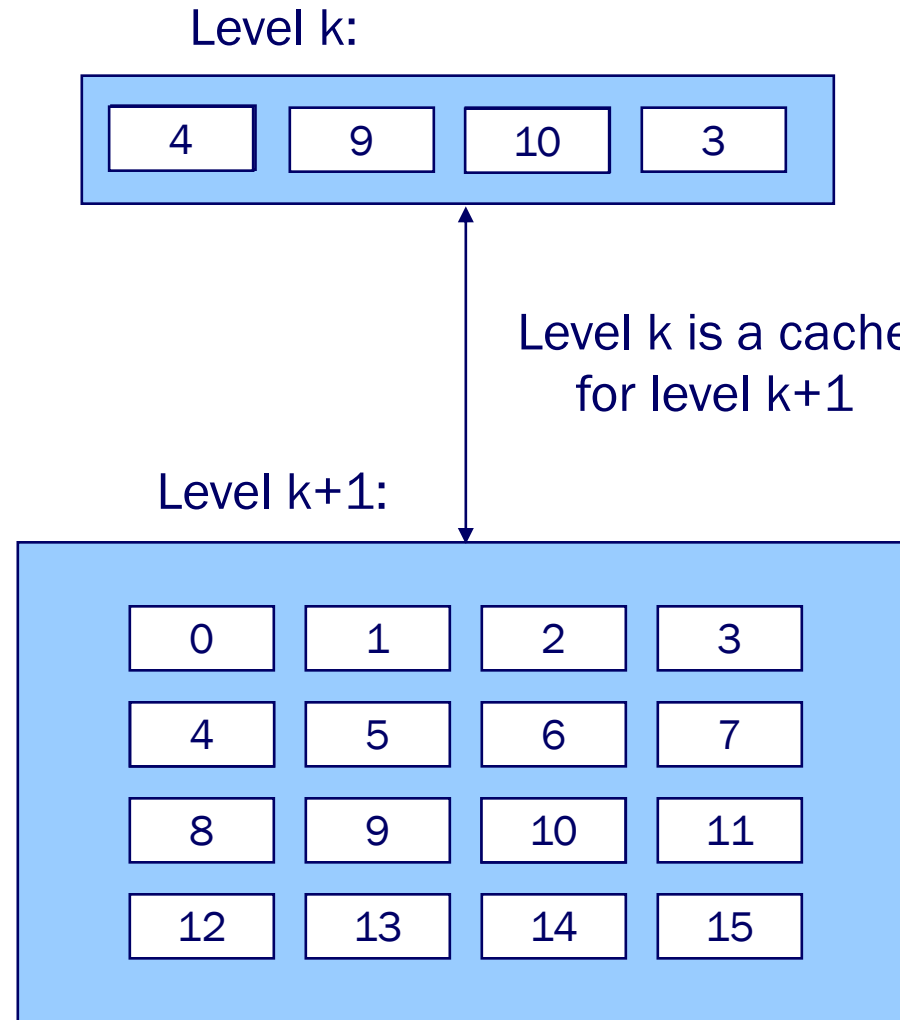 Level k:
4 9 10 3
Level k is a cache
for level k+1
Level k+1:
0 1 2 3
4 5 6 7
8 9 10 11
12 13 14 15